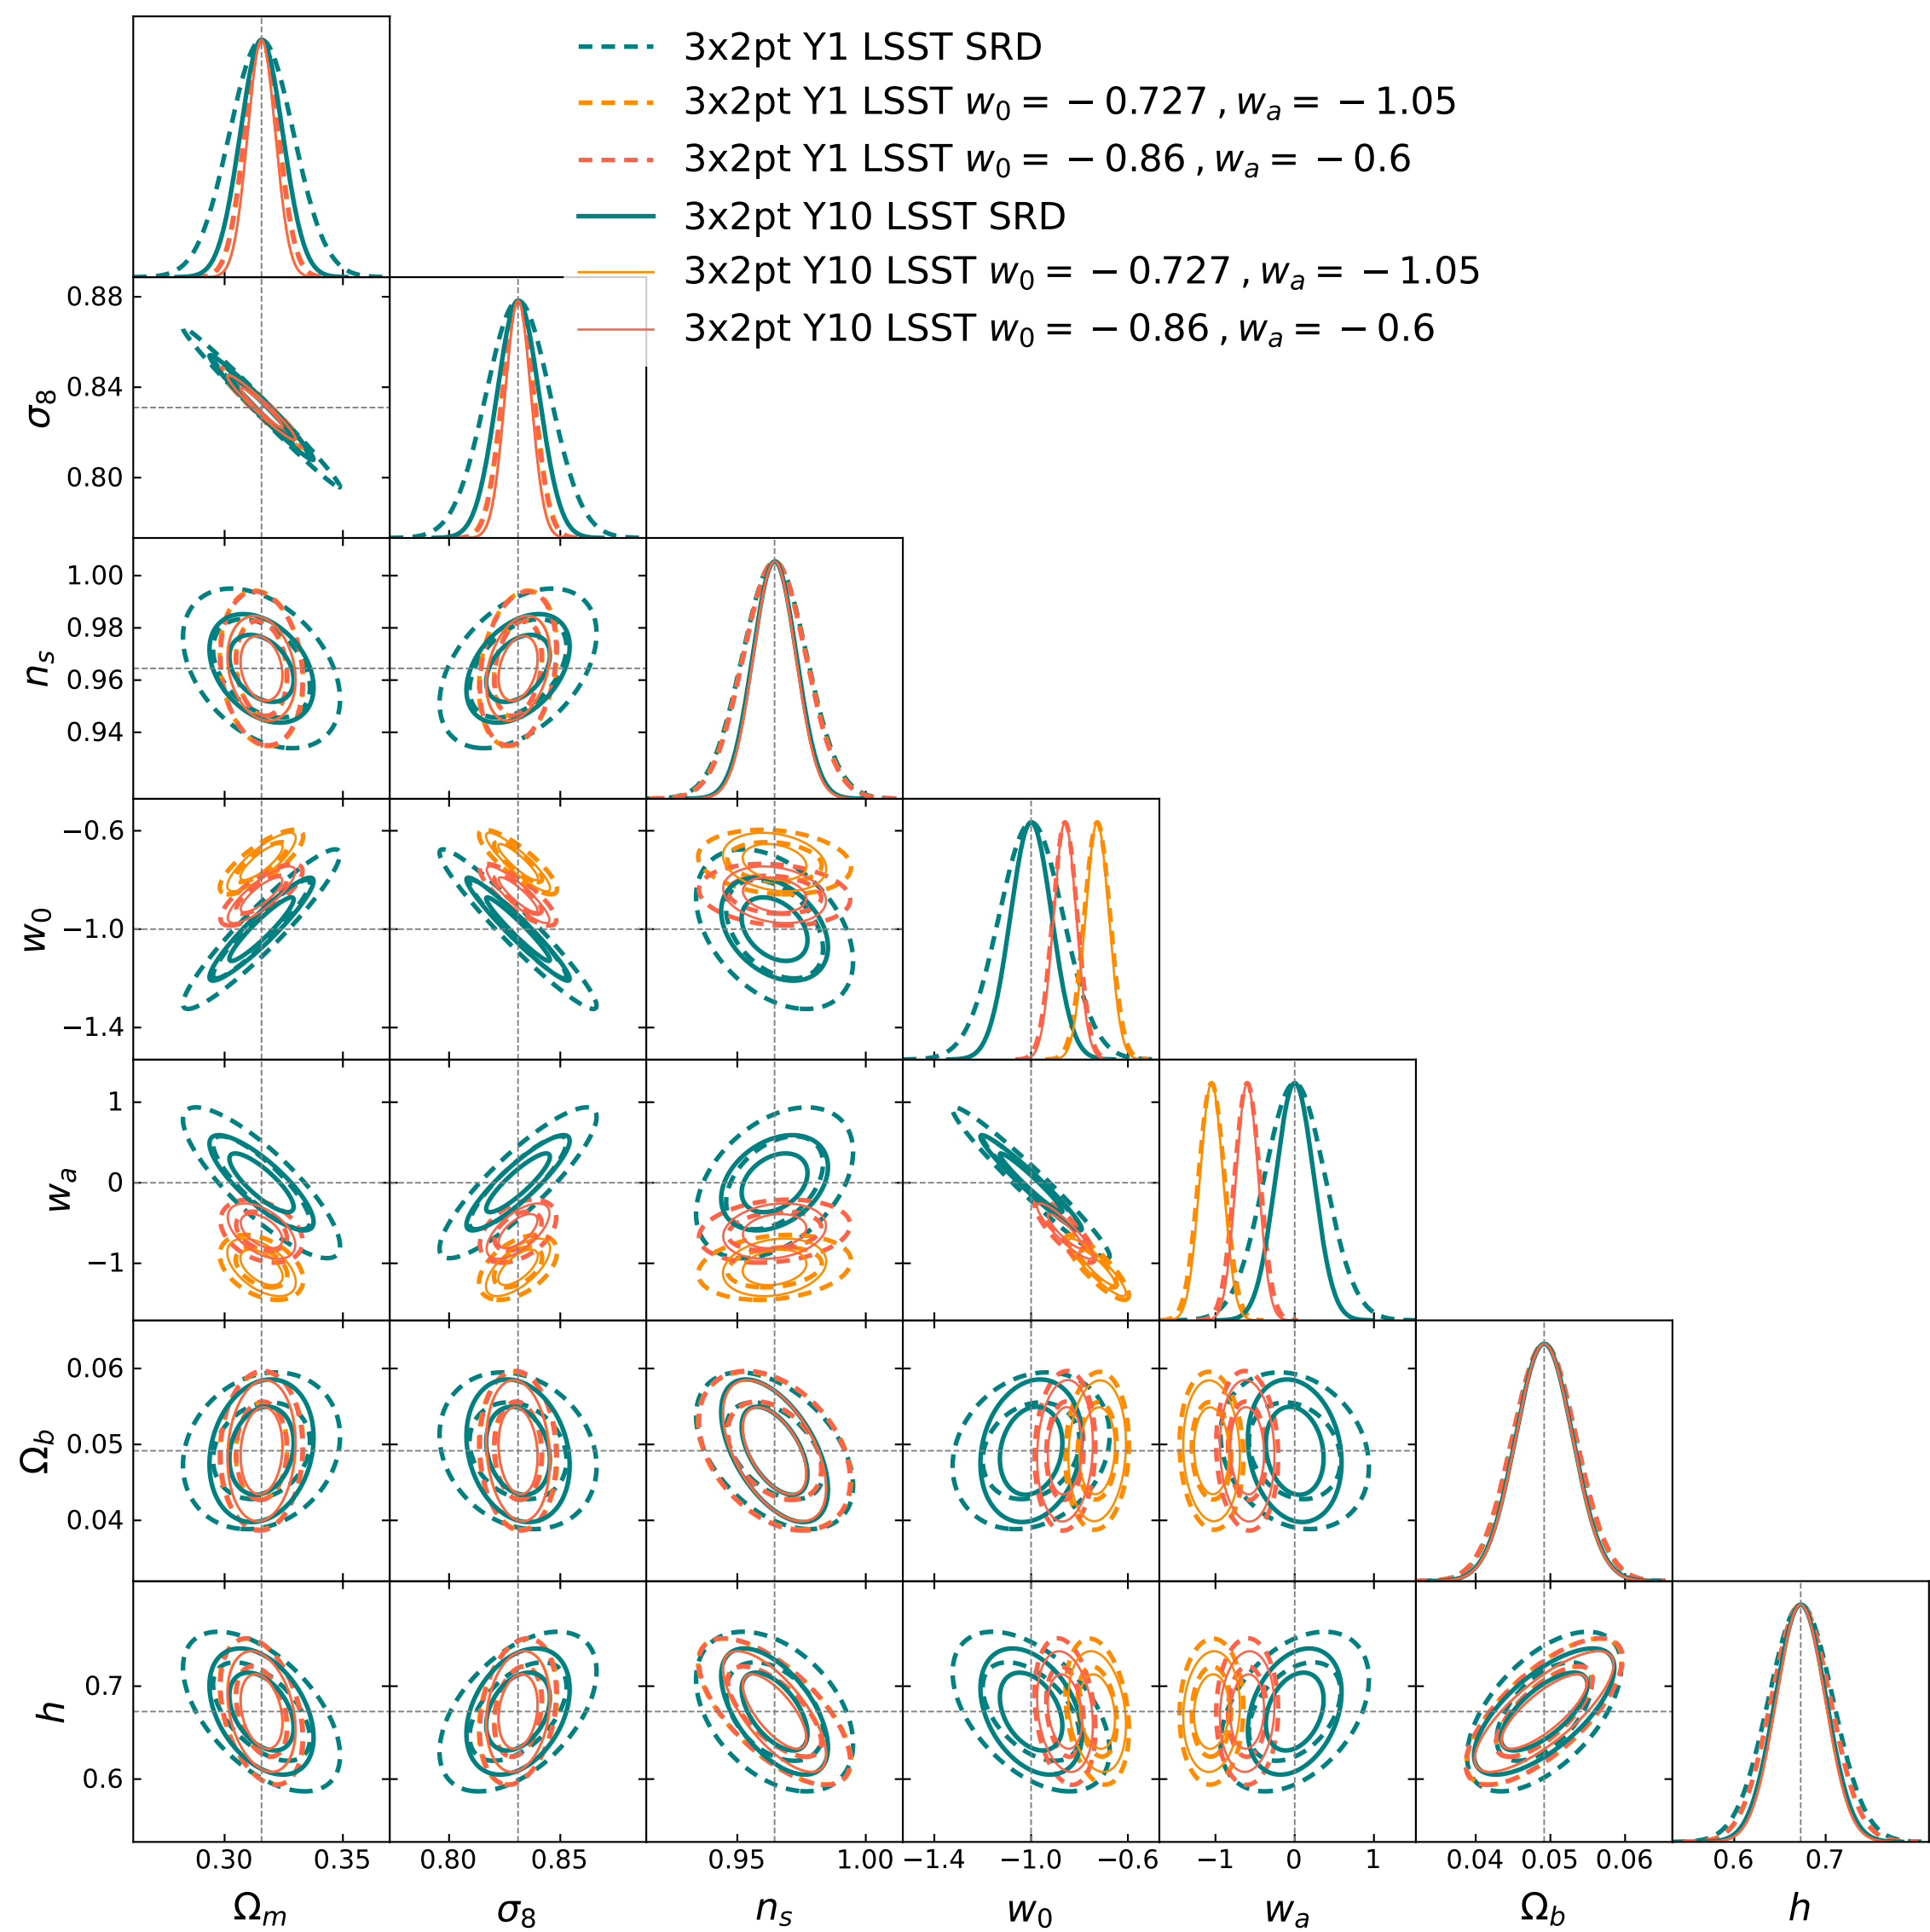 3x2pt Y1 LSST SRD
3x2pt Y1 LSST w₀ = −0.727 , wₐ = −1.05
3x2pt Y1 LSST w₀ = −0.86 , wₐ = −0.6
3x2pt Y10 LSST SRD
3x2pt Y10 LSST w₀ = −0.727 , wₐ = −1.05
3x2pt Y10 LSST w₀ = −0.86 , wₐ = −0.6
0.88
0.84
0.80
σ₈
1.00
0.98
0.96
0.94
nₛ
−0.6
−1.0
−1.4
w₀
1
0
−1
wₐ
0.06
0.05
0.04
Ω_b
0.7
0.6
h
0.30 0.35 0.80 0.85 0.95 1.00 −1.4 −1.0 −0.6 −1 0 1 0.04 0.05 0.06 0.6 0.7
Ωₘ σ₈ nₛ w₀ wₐ Ω_b h